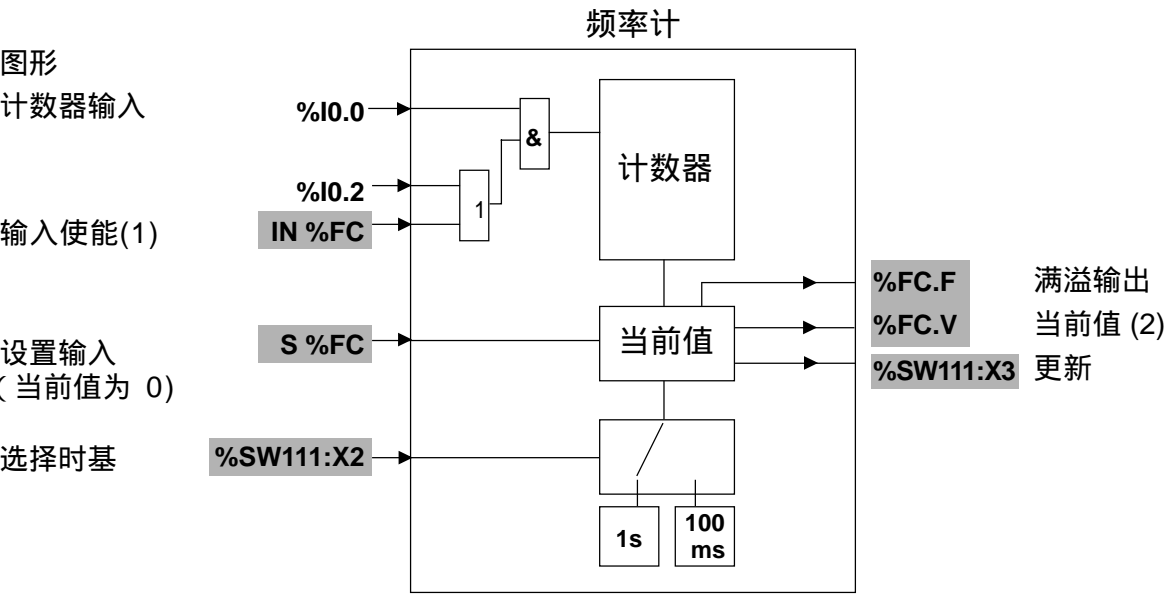 频率计
图形
计数器输入 %I0.0
&
计数器
%I0.2
1
输入使能(1) IN %FC
%FC.F 满溢输出
%FC.V 当前值 (2)
%SW111:X3 更新
当前值
设置输入 S %FC
( 当前值为 0)
选择时基 %SW111:X2
1s
100
ms